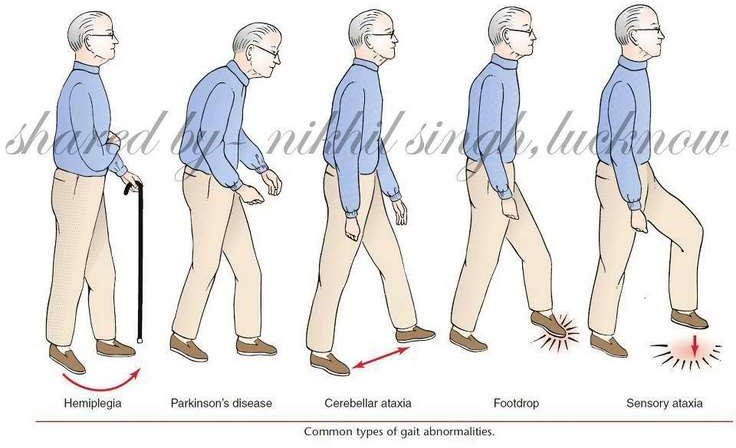 shared by- nikhil singh, lucknow
Hemiplegia
Parkinson's disease
Cerebellar ataxia
Footdrop
Sensory ataxia
Common types of gait abnormalities.